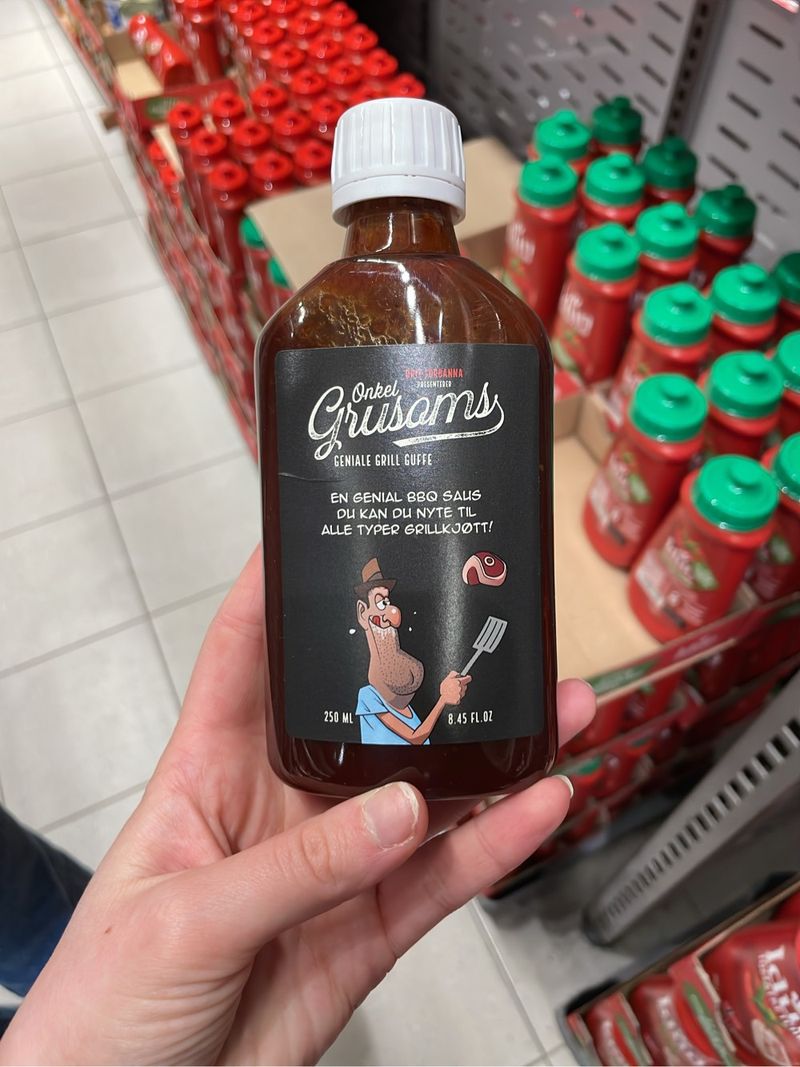 PRESENTERER
Onkel
Grusoms
GENIALE GRILL GUFFE
EN GENIAL BBQ SAUS
DU KAN DU NYTE TIL
ALLE TYPER GRILLKJØTT!
250 ML
8.45 FL.OZ